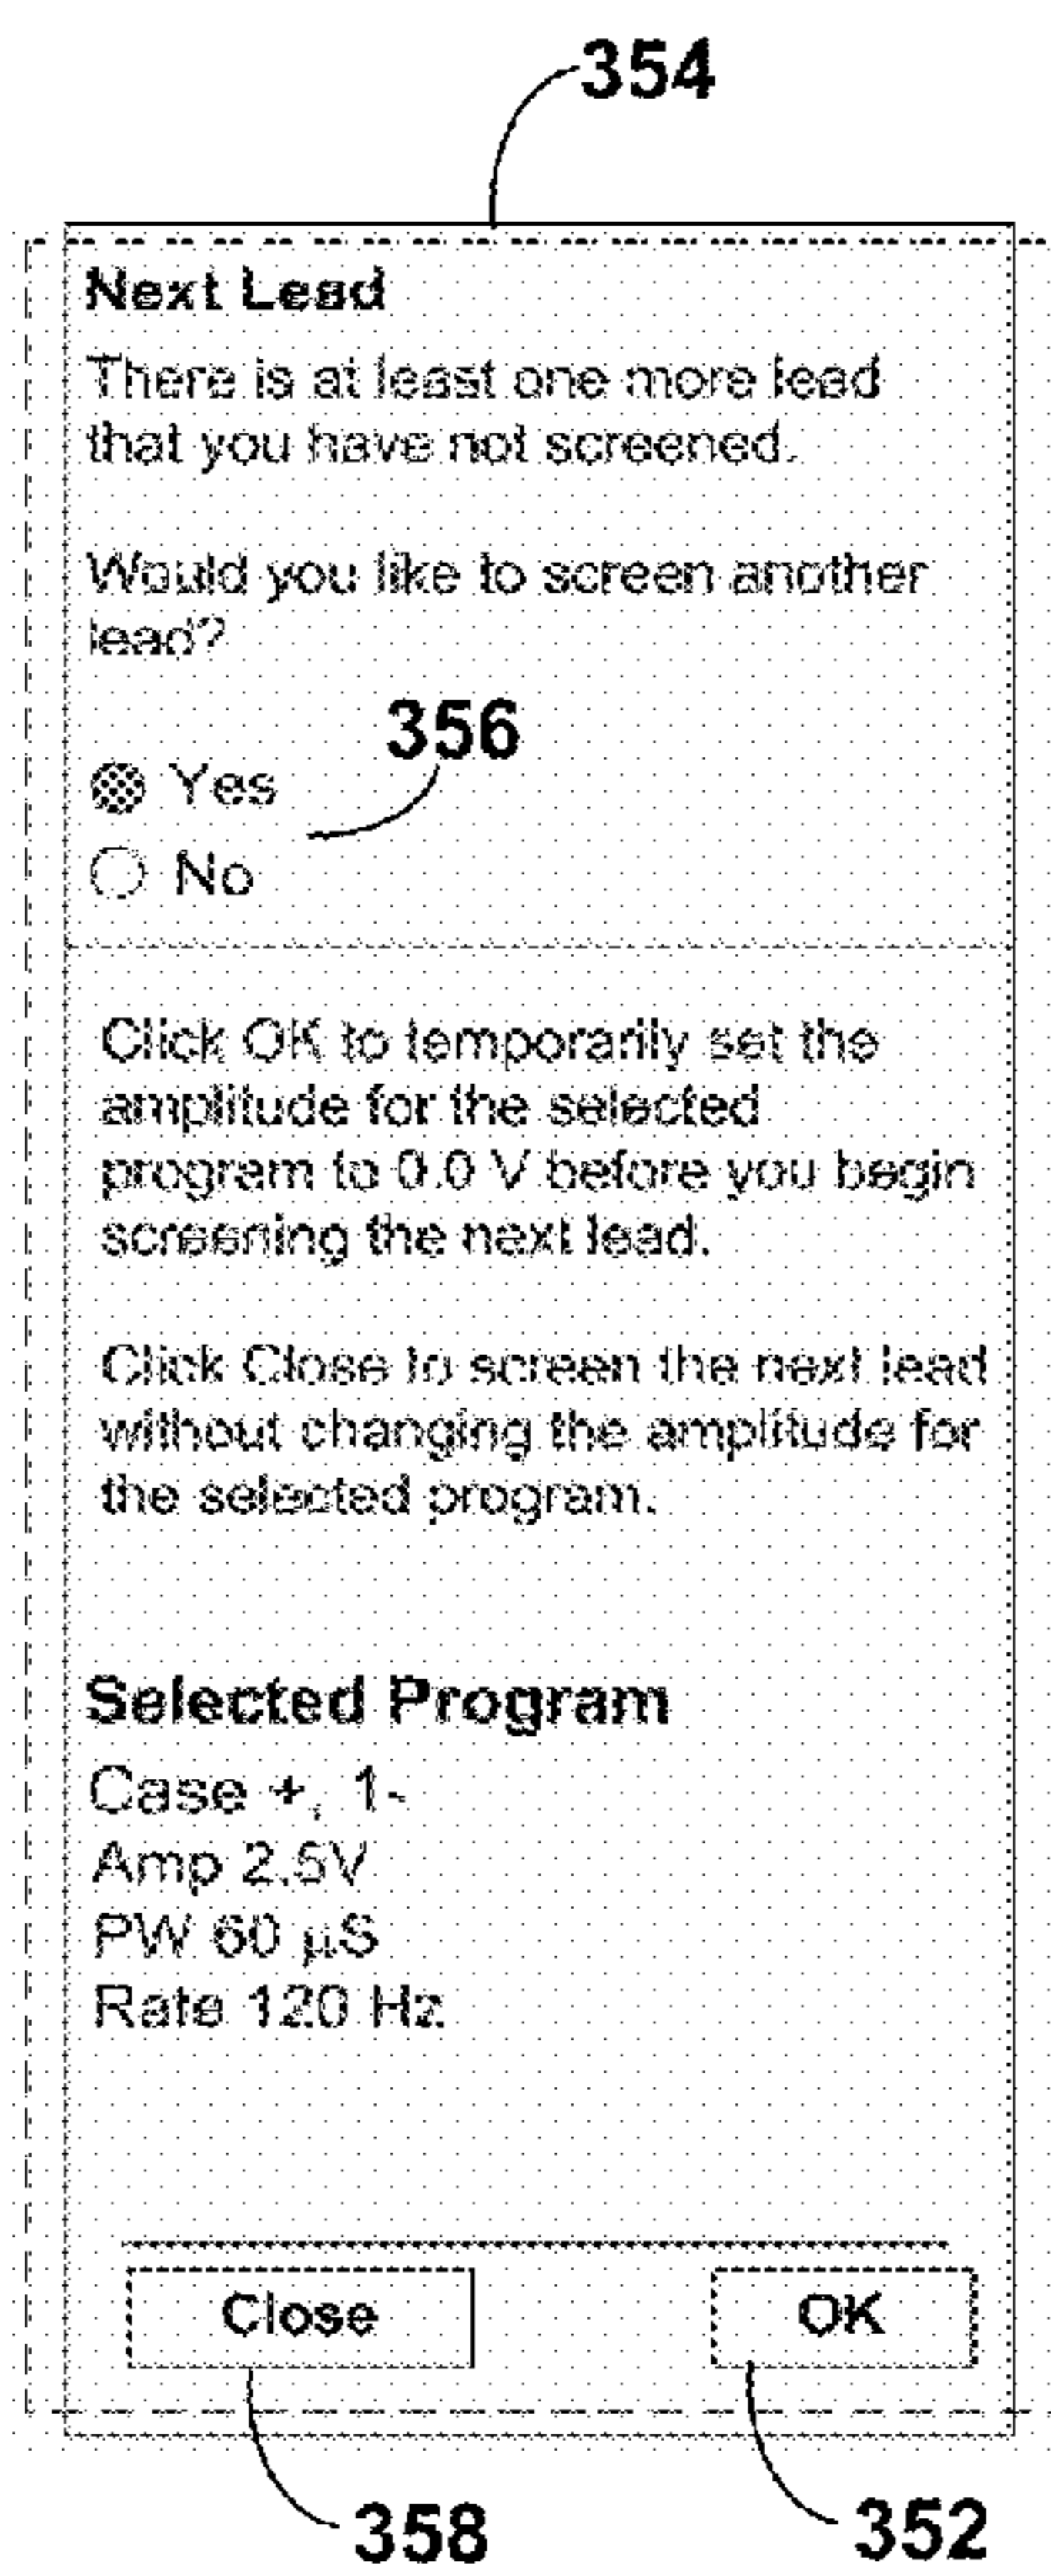 354
Next Lead
There is at least one more lead
that you have not screened.
Would you like to screen another
lead?
356
Yes
No
Click OK to temporarily set the
amplitude for the selected
program to 0.0 V before you begin
screening the next lead.
Click Close to screen the next lead
without changing the amplitude for
the selected program.
Selected Program
Case +, 1-
Amp 2.5V
PW 60 µS
Rate 120 Hz
Close OK
358 352